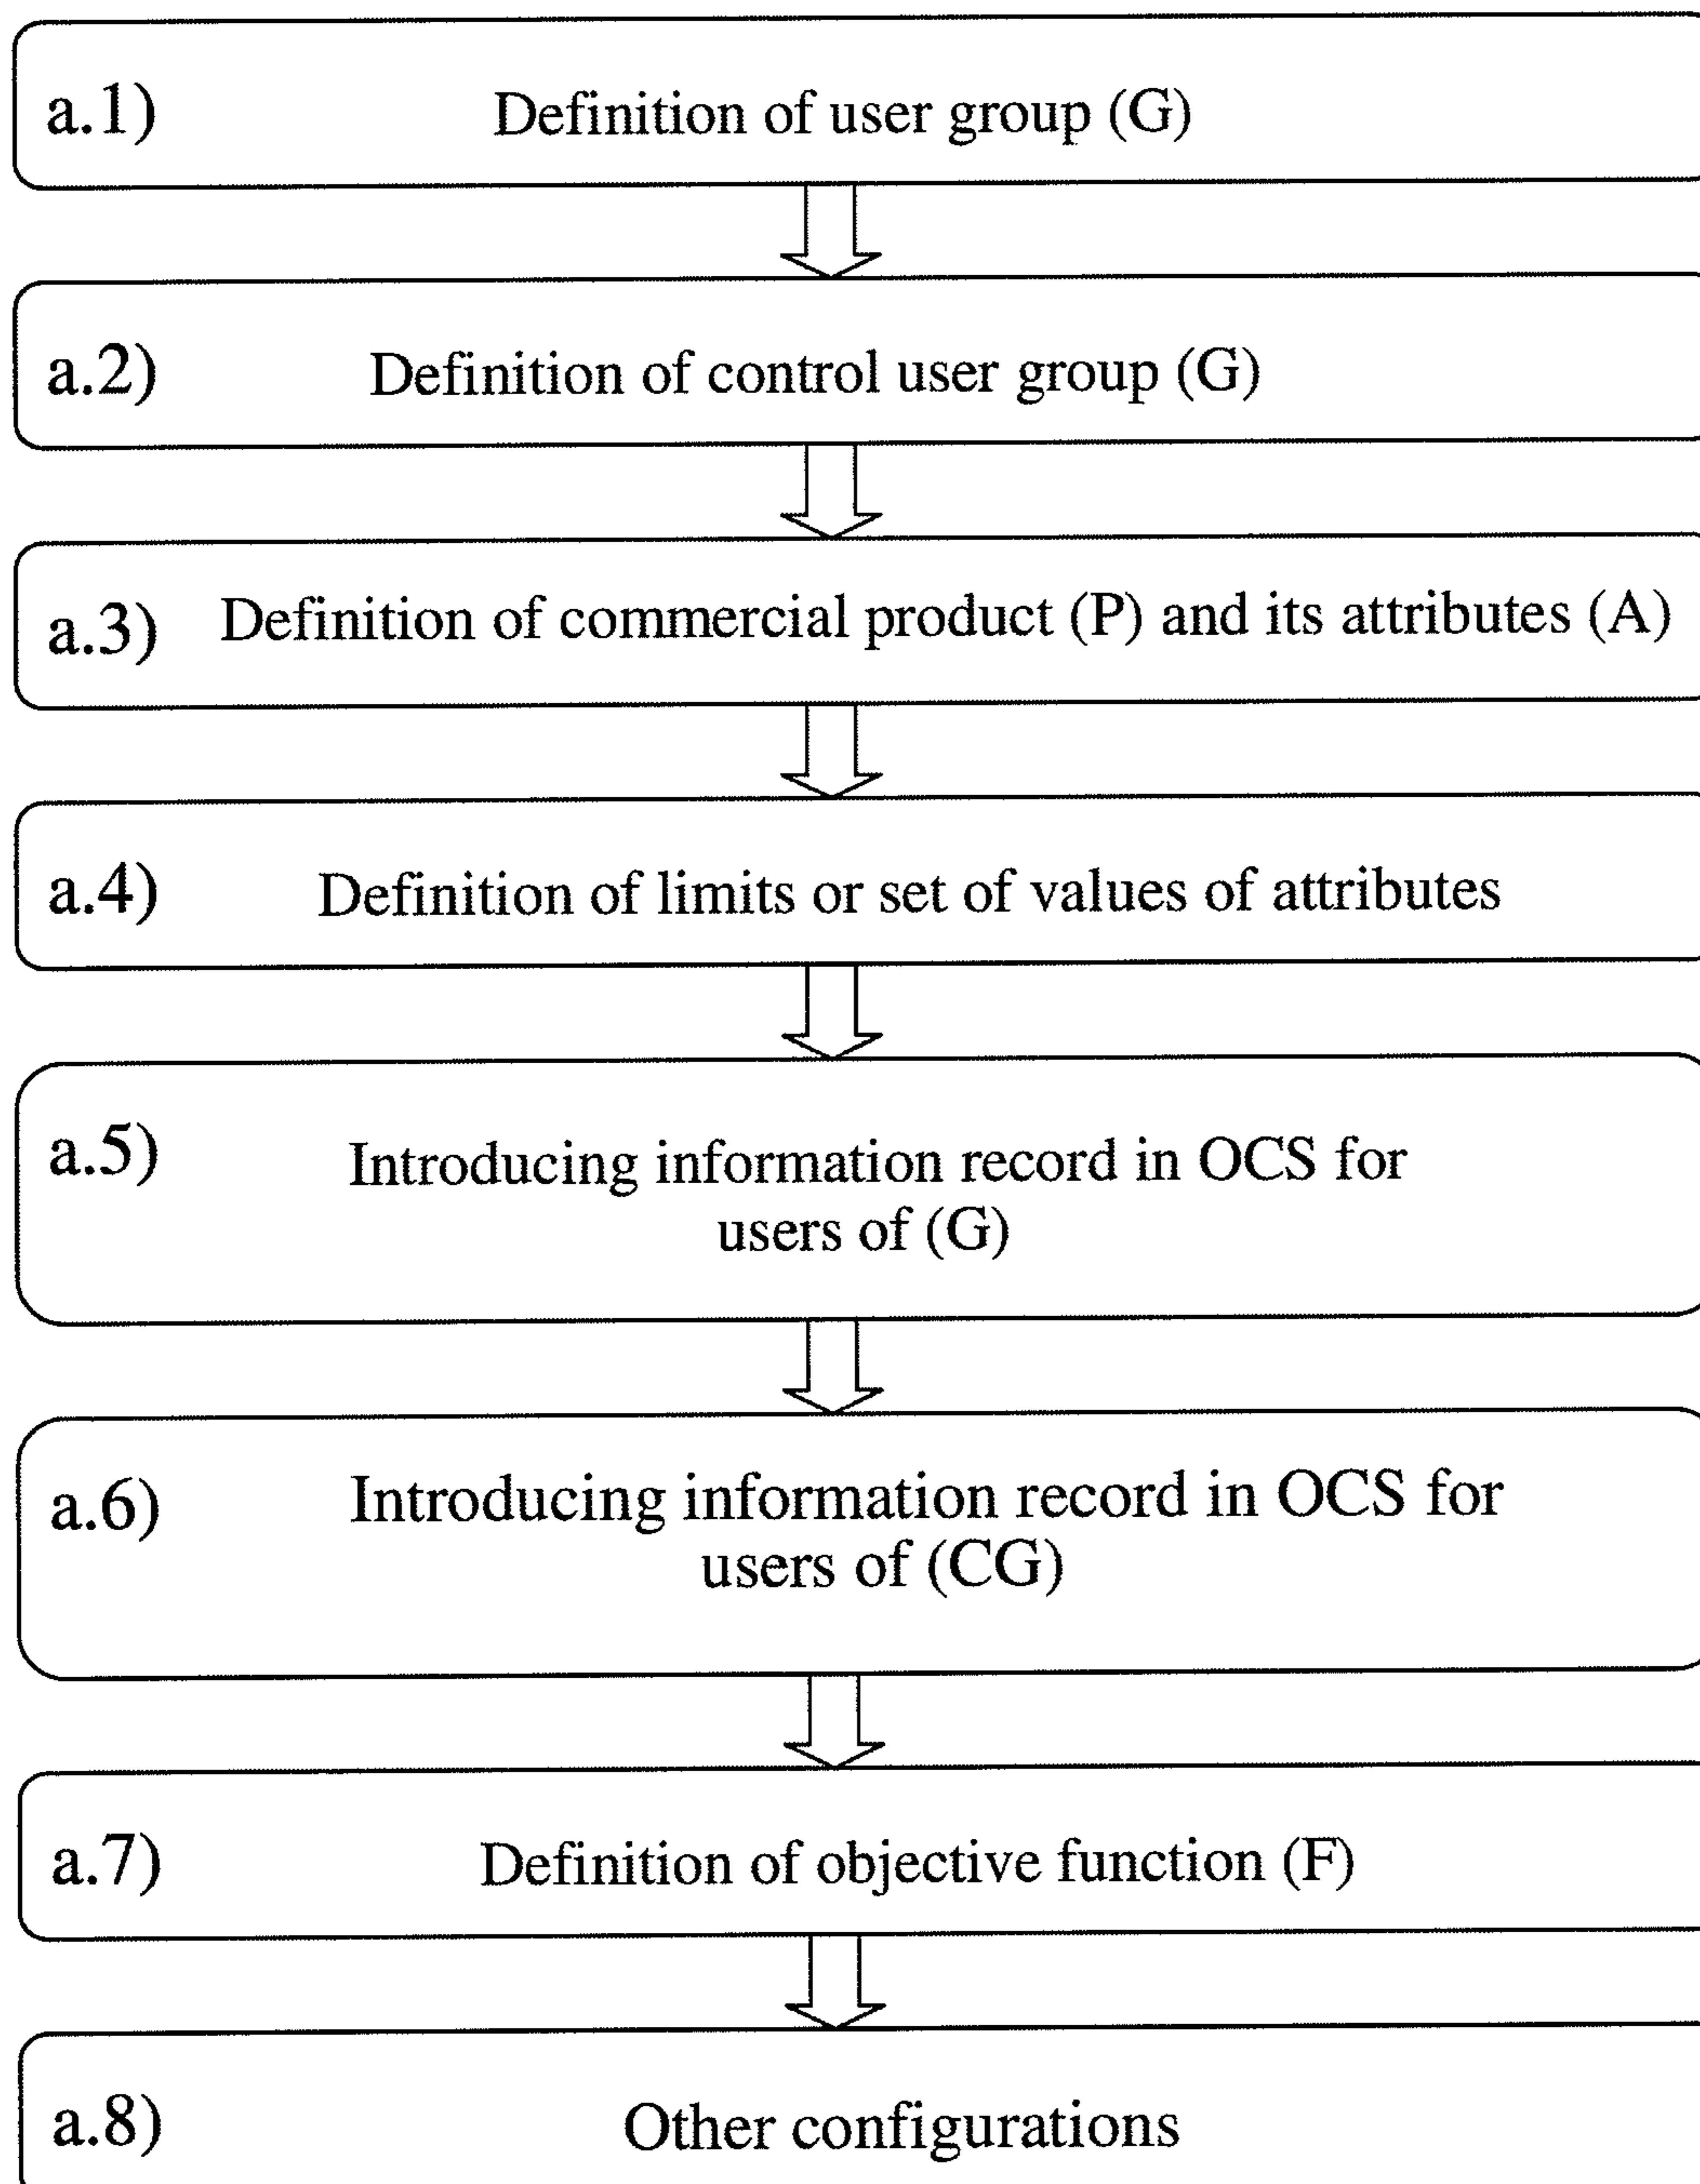 a.1) Definition of user group (G)
a.2) Definition of control user group (G)
a.3) Definition of commercial product (P) and its attributes (A)
a.4) Definition of limits or set of values of attributes
a.5) Introducing information record in OCS for
users of (G)
a.6) Introducing information record in OCS for
users of (CG)
a.7) Definition of objective function (F)
a.8) Other configurations